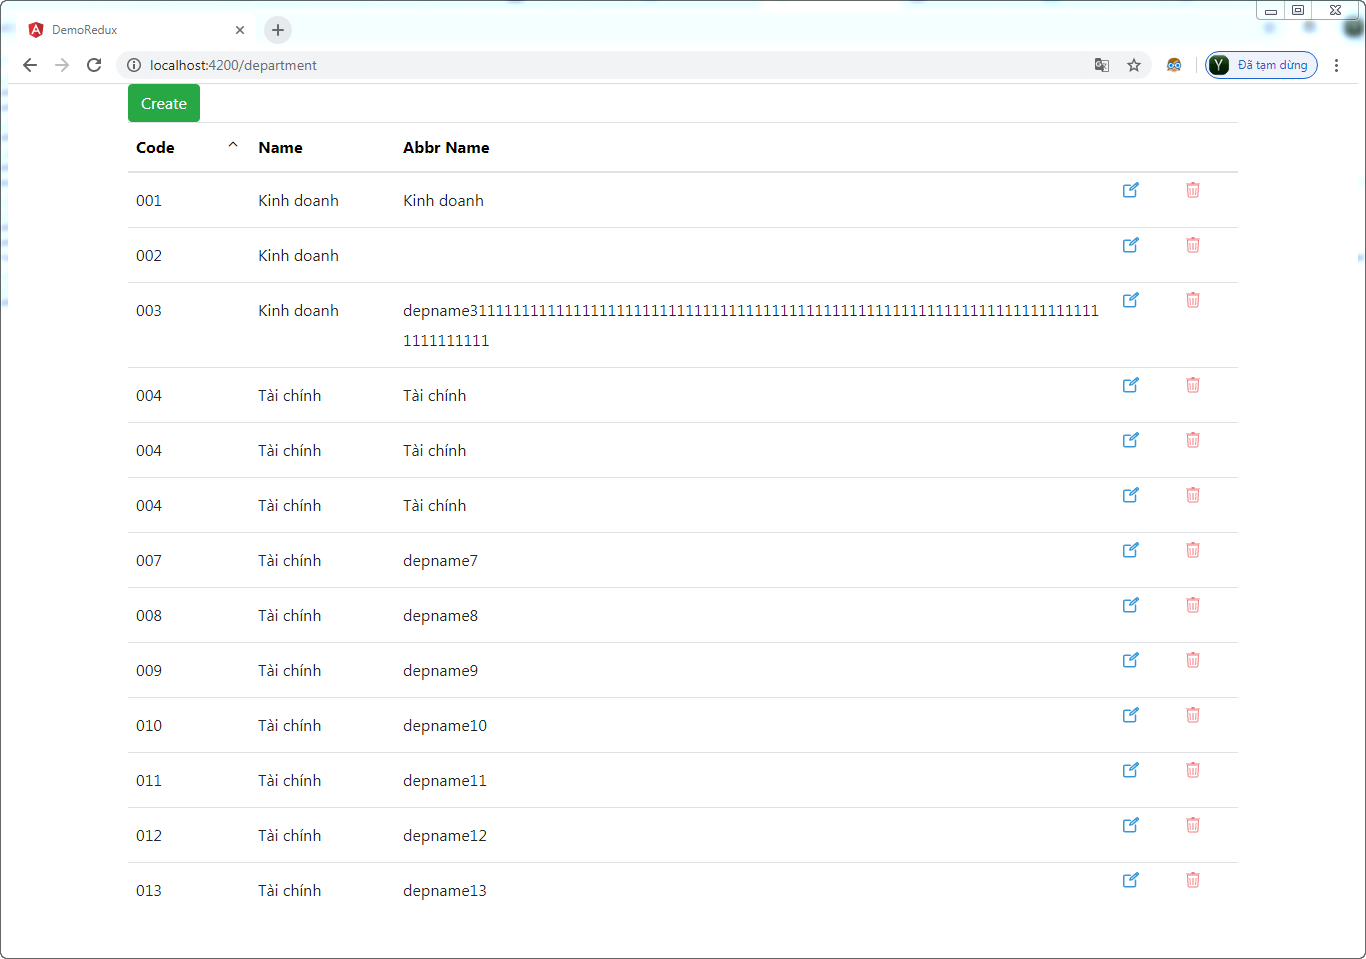 DemoRedux
localhost:4200/department
Đã tạm dừng
Create
Code Name Abbr Name
001 Kinh doanh Kinh doanh
002 Kinh doanh
003 Kinh doanh depname311111111111111111111111111111111111111111111111111111111111111111111111111111111111
1111111111
004 Tài chính Tài chính
004 Tài chính Tài chính
004 Tài chính Tài chính
007 Tài chính depname7
008 Tài chính depname8
009 Tài chính depname9
010 Tài chính depname10
011 Tài chính depname11
012 Tài chính depname12
013 Tài chính depname13